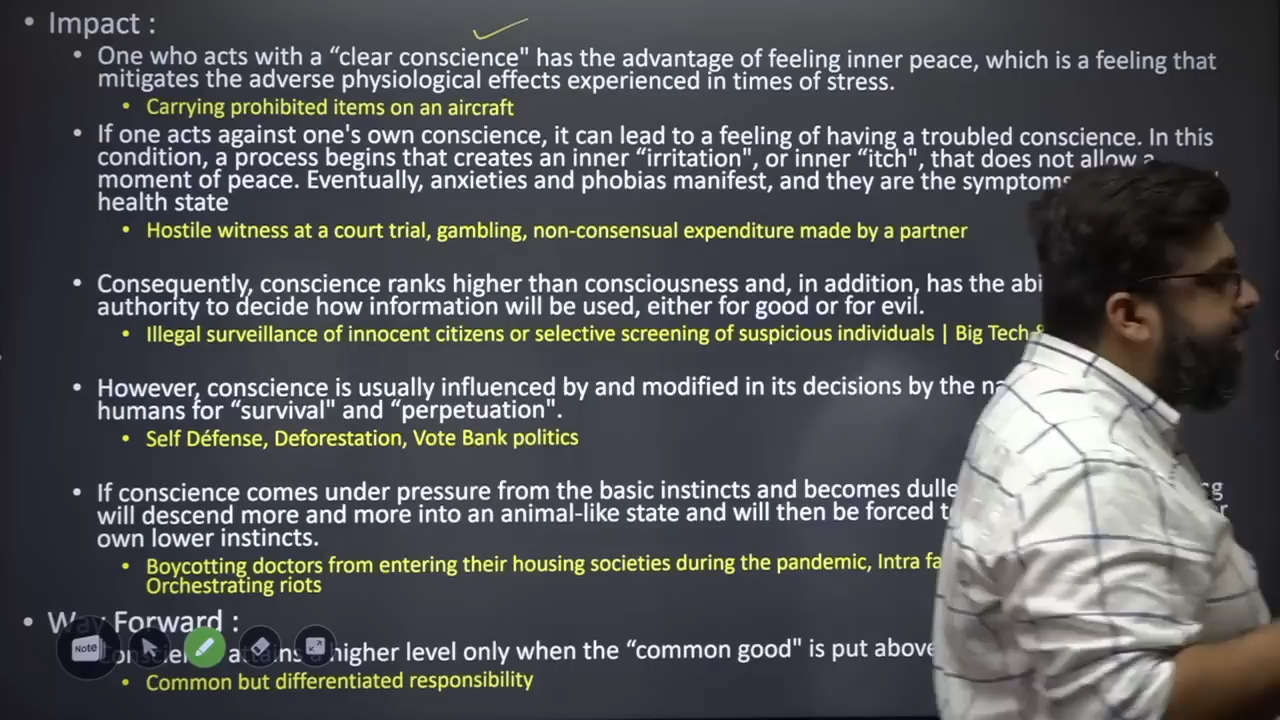 • Impact :
• One who acts with a “clear conscience" has the advantage of feeling inner peace, which is a feeling that
mitigates the adverse physiological effects experienced in times of stress.
• Carrying prohibited items on an aircraft
• If one acts against one's own conscience, it can lead to a feeling of having a troubled conscience. In this
condition, a process begins that creates an inner “irritation", or inner “itch", that does not allow a
moment of peace. Eventually, anxieties and phobias manifest, and they are the symptoms
health state
• Hostile witness at a court trial, gambling, non-consensual expenditure made by a partner
• Consequently, conscience ranks higher than consciousness and, in addition, has the
authority to decide how information will be used, either for good or for evil.
• Illegal surveillance of innocent citizens or selective screening of suspicious individuals | Big Tech
• However, conscience is usually influenced by and modified in its decisions by the
humans for “survival" and “perpetuation".
• Self Défense, Deforestation, Vote Bank politics
• If conscience comes under pressure from the basic instincts and becomes
will descend more and more into an animal-like state and will then be forced
own lower instincts.
• Boycotting doctors from entering their housing societies during the pandemic, Intra
Orchestrating riots
• Way Forward :
Note
higher level only when the “common good" is put above
• Common but differentiated responsibility